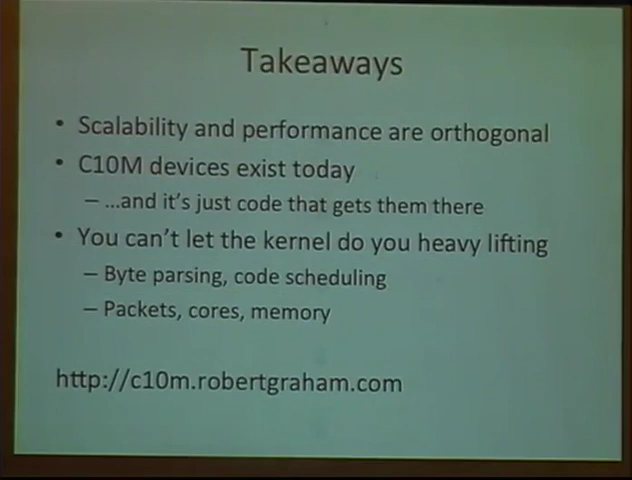 Takeaways
• Scalability and performance are orthogonal
• C10M devices exist today
– ...and it's just code that gets them there
• You can't let the kernel do you heavy lifting
– Byte parsing, code scheduling
– Packets, cores, memory
http://c10m.robertgraham.com